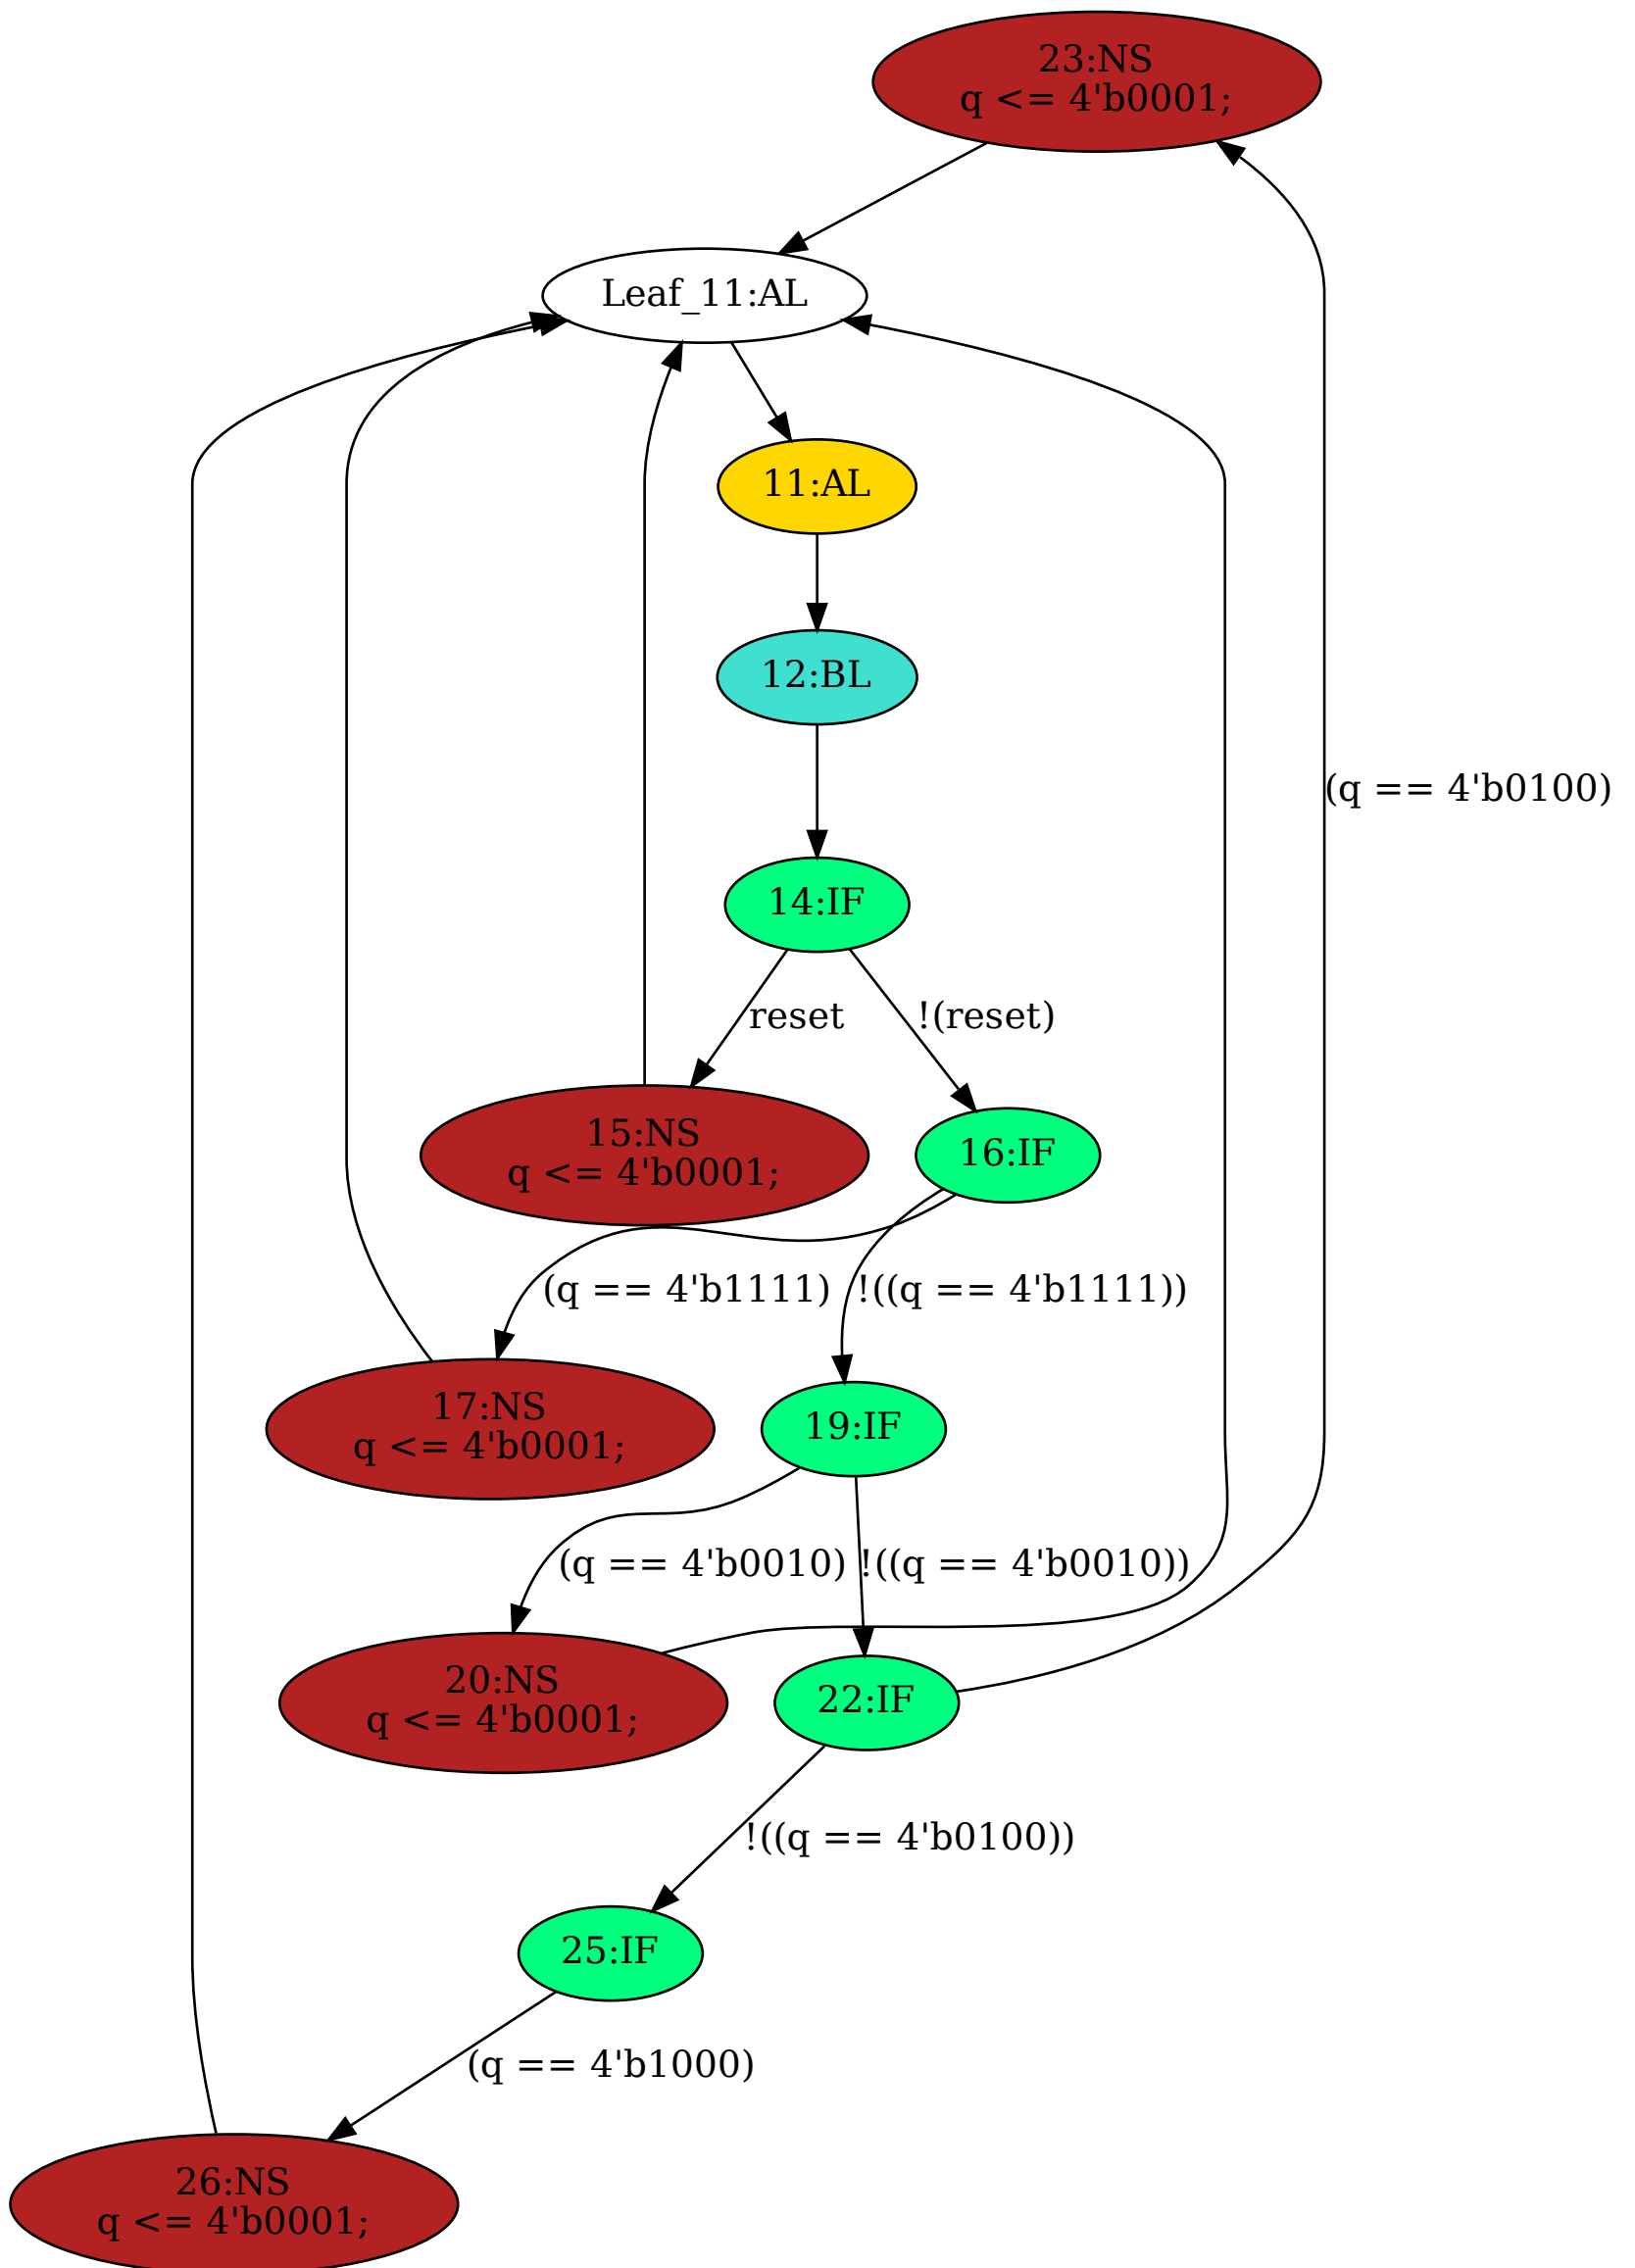 23:NS
q <= 4'b0001;
Leaf_11:AL
11:AL
12:BL
(q == 4'b0100)
14:IF
reset
!(reset)
15:NS
q <= 4'b0001;
16:IF
(q == 4'b1111)
!((q == 4'b1111))
17:NS
q <= 4'b0001;
19:IF
(q == 4'b0010)
!((q == 4'b0010))
20:NS
q <= 4'b0001;
22:IF
!((q == 4'b0100))
25:IF
(q == 4'b1000)
26:NS
q <= 4'b0001;